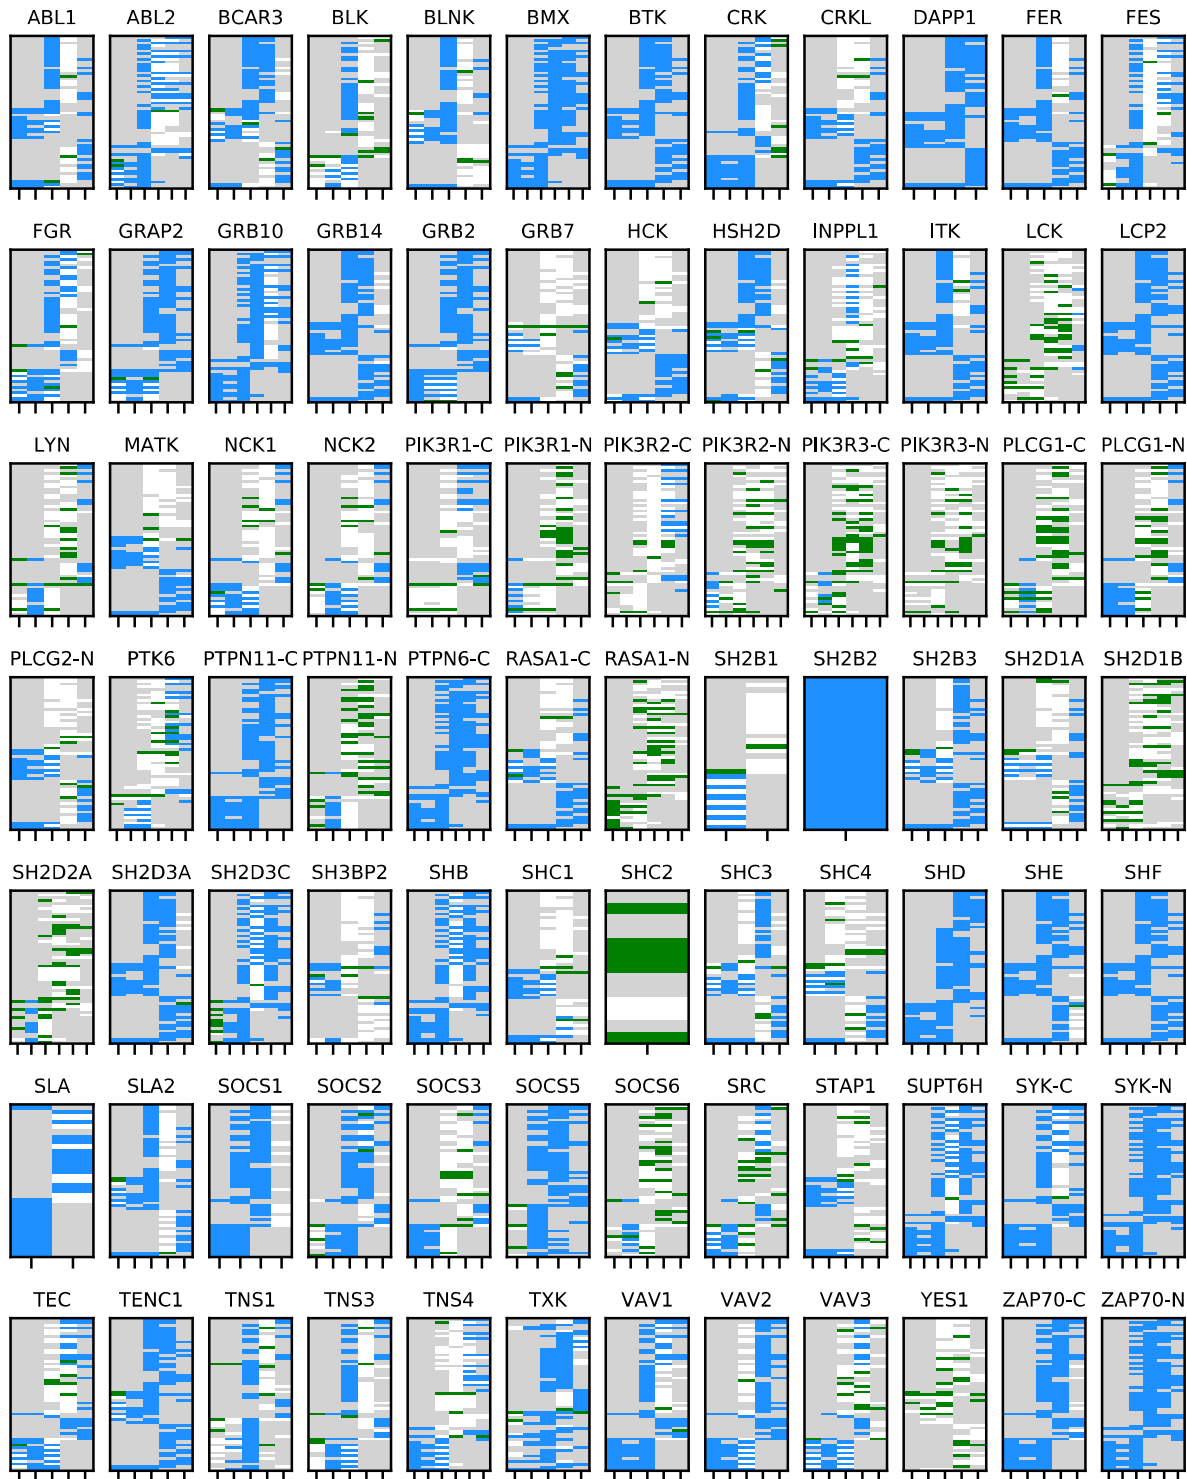 ABL1 ABL2 BCAR3 BLK BLNK BMX BTK CRK CRKL DAPP1 FER FES
FGR GRAP2 GRB10 GRB14 GRB2 GRB7 HCK HSH2D INPPL1 ITK LCK LCP2
LYN MATK NCK1 NCK2 PIK3R1-C PIK3R1-N PIK3R2-C PIK3R2-N PIK3R3-C PIK3R3-N PLCG1-C PLCG1-N
PLCG2-N PTK6 PTPN11-C PTPN11-N PTPN6-C RASA1-C RASA1-N SH2B1 SH2B2 SH2B3 SH2D1A SH2D1B
SH2D2A SH2D3A SH2D3C SH3BP2 SHB SHC1 SHC2 SHC3 SHC4 SHD SHE SHF
SLA SLA2 SOCS1 SOCS2 SOCS3 SOCS5 SOCS6 SRC STAP1 SUPT6H SYK-C SYK-N
TEC TENC1 TNS1 TNS3 TNS4 TXK VAV1 VAV2 VAV3 YES1 ZAP70-C ZAP70-N